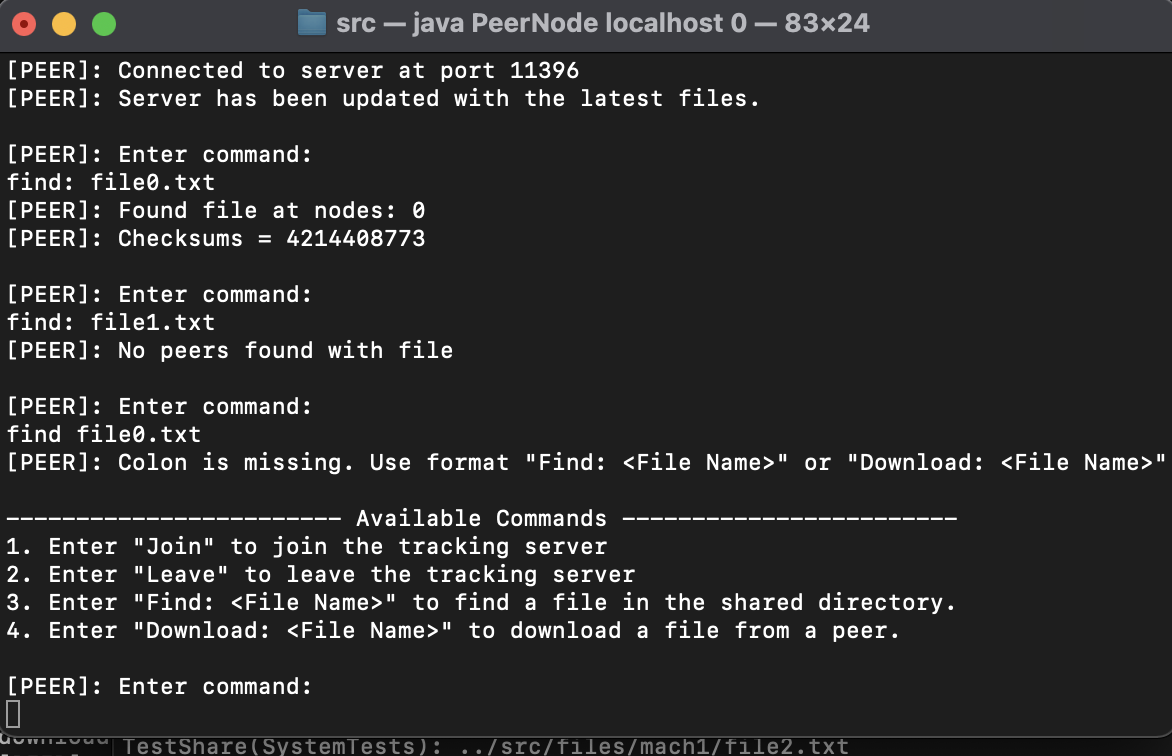 src — java PeerNode localhost 0 — 83×24
[PEER]: Connected to server at port 11396
[PEER]: Server has been updated with the latest files.
[PEER]: Enter command:
find: file0.txt
[PEER]: Found file at nodes: 0
[PEER]: Checksums = 4214408773
[PEER]: Enter command:
find: file1.txt
[PEER]: No peers found with file
[PEER]: Enter command:
find file0.txt
[PEER]: Colon is missing. Use format "Find: <File Name>" or "Download: <File Name>"
------------------------ Available Commands ------------------------
1. Enter "Join" to join the tracking server
2. Enter "Leave" to leave the tracking server
3. Enter "Find: <File Name>" to find a file in the shared directory.
4. Enter "Download: <File Name>" to download a file from a peer.
[PEER]: Enter command:
download
TestShare(SystemTests): ../src/files/mach1/file2.txt